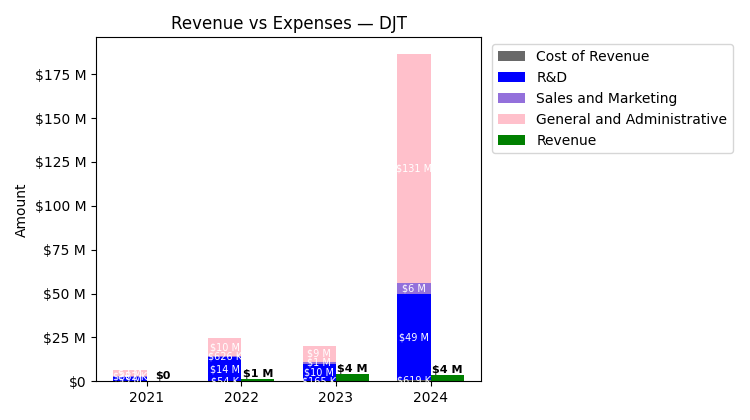 Revenue vs Expenses — DJT
Amount
$175 M
$150 M
$125 M
$100 M
$75 M
$50 M
$25 M
$0
$0
$10 M
$626 K
$14 M
$54 K
$1 M
$9 M
$1 M
$10 M
$165 K
$4 M
$131 M
$6 M
$49 M
$619 K
$4 M
2021
2022
2023
2024
Cost of Revenue
R&D
Sales and Marketing
General and Administrative
Revenue